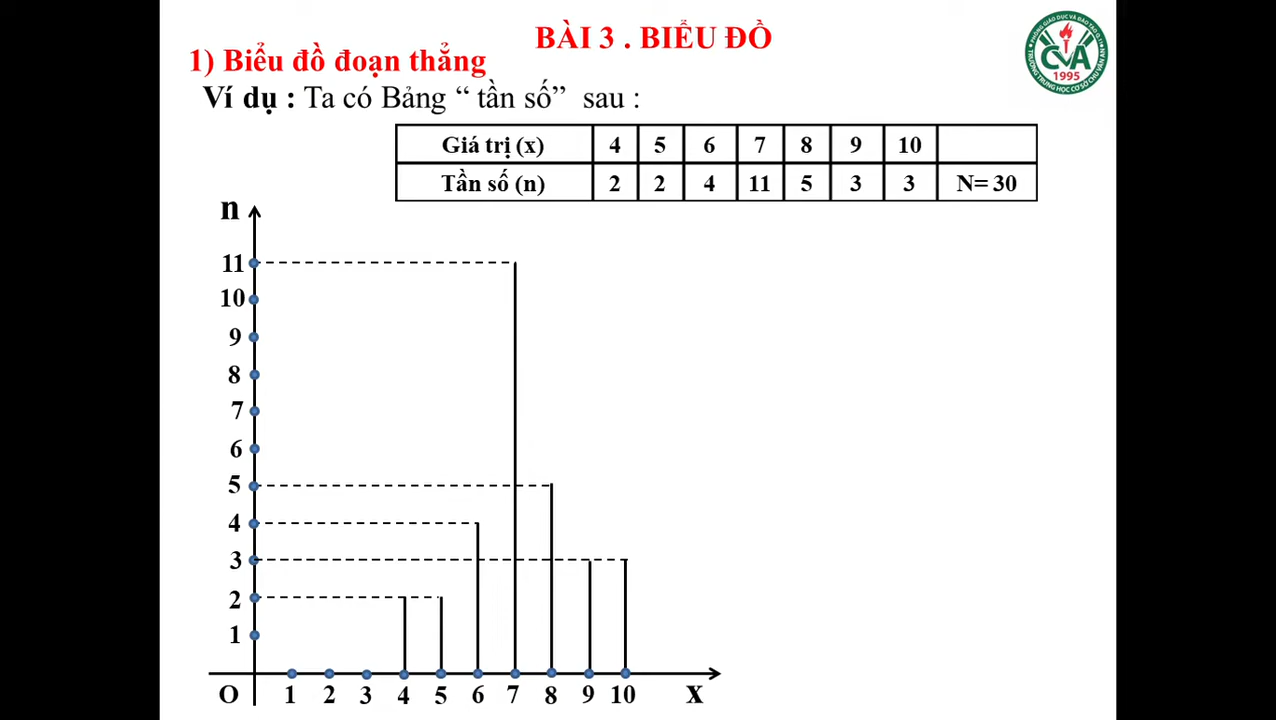 BÀI 3 . BIỂU ĐỒ
1) Biểu đồ đoạn thẳng
Ví dụ : Ta có Bảng “ tần số” sau :
Giá trị (x) 4 5 6 7 8 9 10
Tần số (n) 2 2 4 11 5 3 3 N= 30
n
11
10
9
8
7
6
5
4
3
2
1
O 1 2 3 4 5 6 7 8 9 10 x
CVA
1995